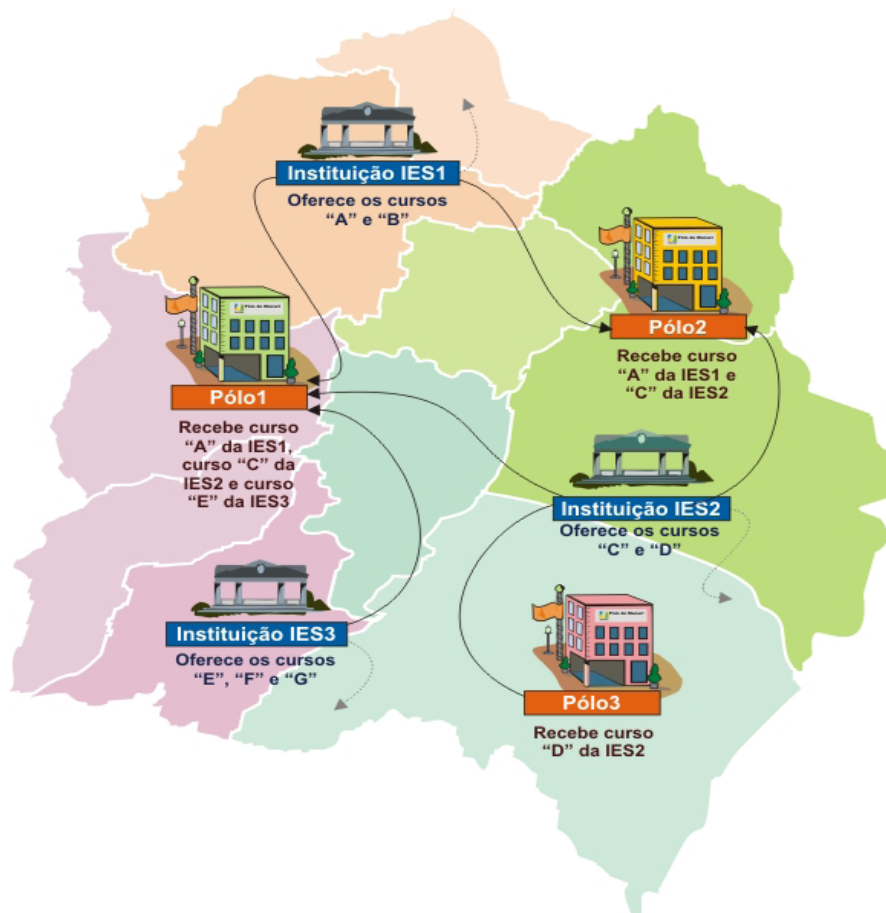 Instituição IES1
Oferece os cursos
“A” e “B”
Pólo2
Recebe curso
“A” da IES1 e
“C” da IES2
Pólo1
Recebe curso
“A” da IES1,
curso “C” da
IES2 e curso
“E” da IES3
Instituição IES2
Oferece os cursos
“C” e “D”
Instituição IES3
Oferece os cursos
“E”, “F” e “G”
Pólo3
Recebe curso
“D” da IES2